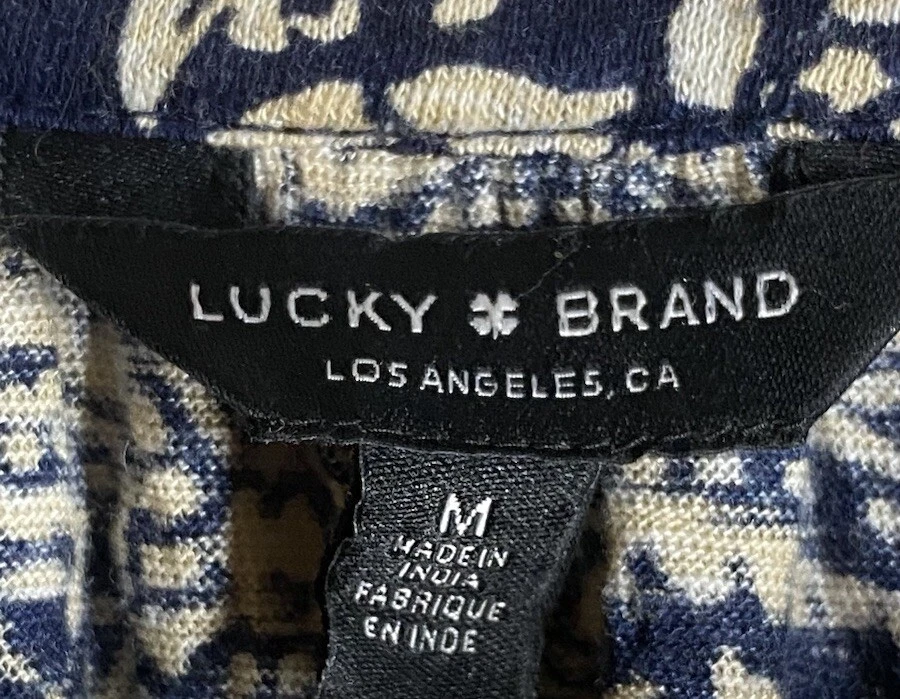 LUCKY BRAND
LOS ANGELES, CA
M
MADE IN
INDIA
FABRIQUE
EN INDE